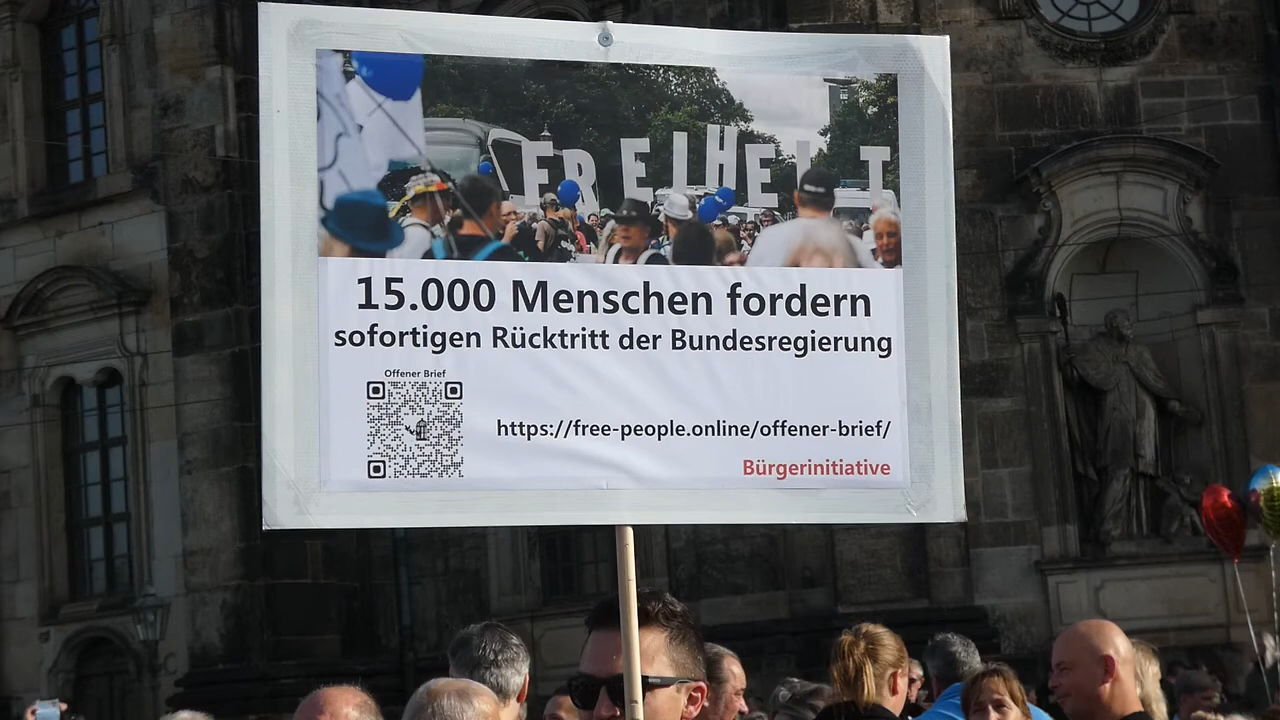 FREIHEIT
15.000 Menschen fordern
sofortigen Rücktritt der Bundesregierung
Offener Brief
https://free-people.online/offener-brief/
Bürgerinitiative